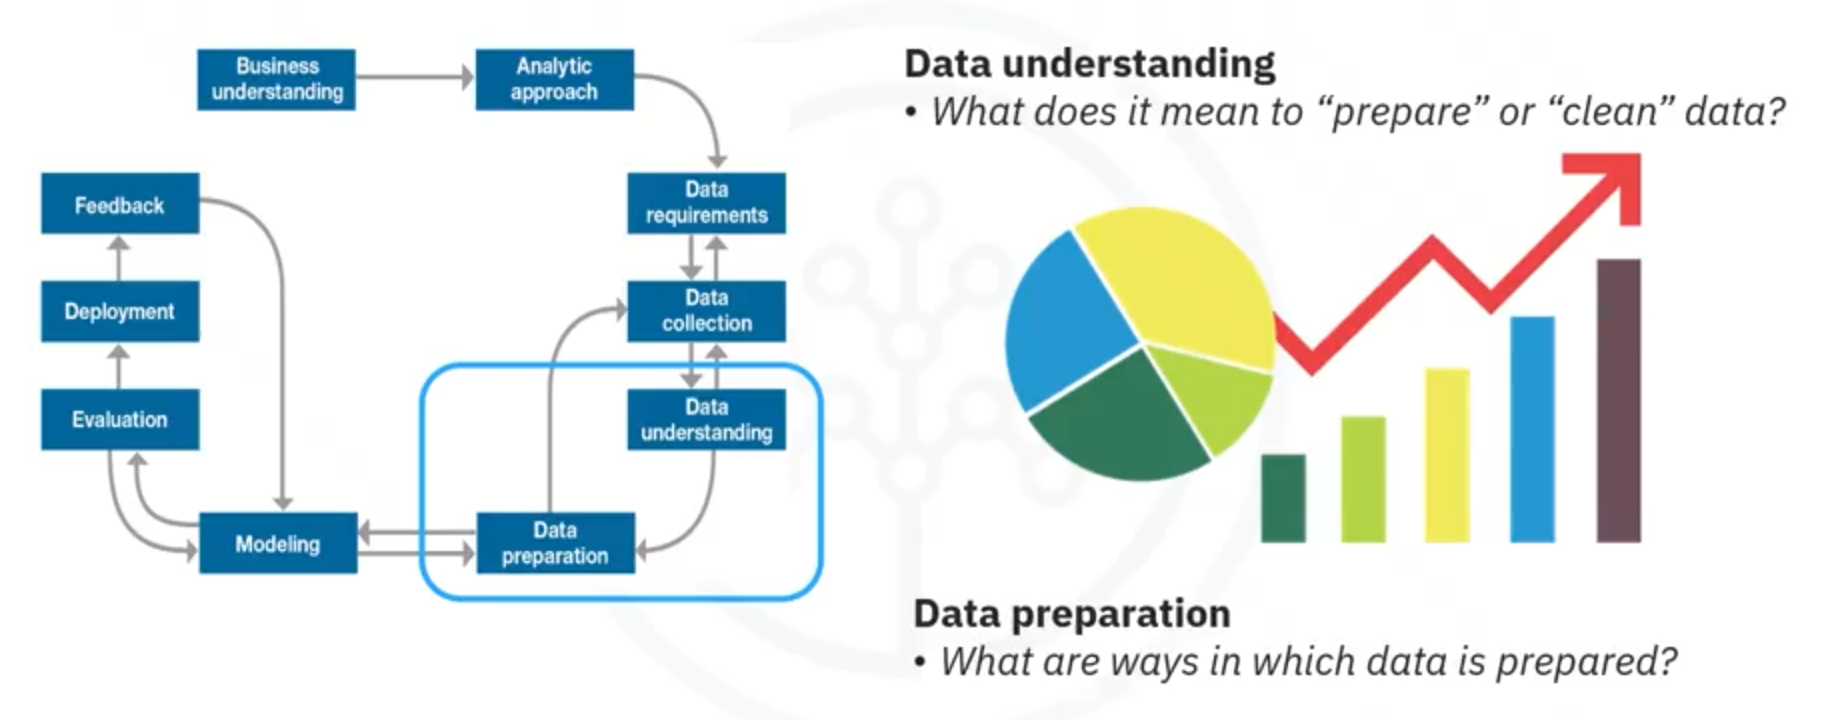 Business
understanding
Analytic
approach
Feedback
Data
requirements
Deployment
Data
collection
Evaluation
Data
understanding
Modeling
Data
preparation
Data understanding
• What does it mean to “prepare” or “clean” data?
Data preparation
• What are ways in which data is prepared?